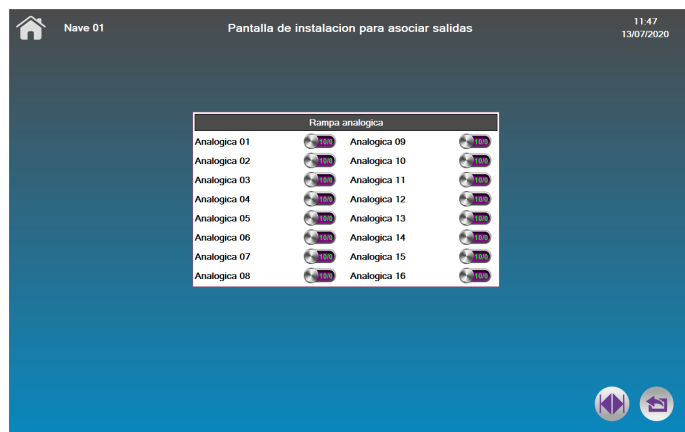 Nave 01
Pantalla de instalacion para asociar salidas
11:47
13/07/2020
Rampa analogica
Analogica 01 10/0 Analogica 09 10/0
Analogica 02 10/0 Analogica 10 10/0
Analogica 03 10/0 Analogica 11 10/0
Analogica 04 10/0 Analogica 12 10/0
Analogica 05 10/0 Analogica 13 10/0
Analogica 06 10/0 Analogica 14 10/0
Analogica 07 10/0 Analogica 15 10/0
Analogica 08 10/0 Analogica 16 10/0